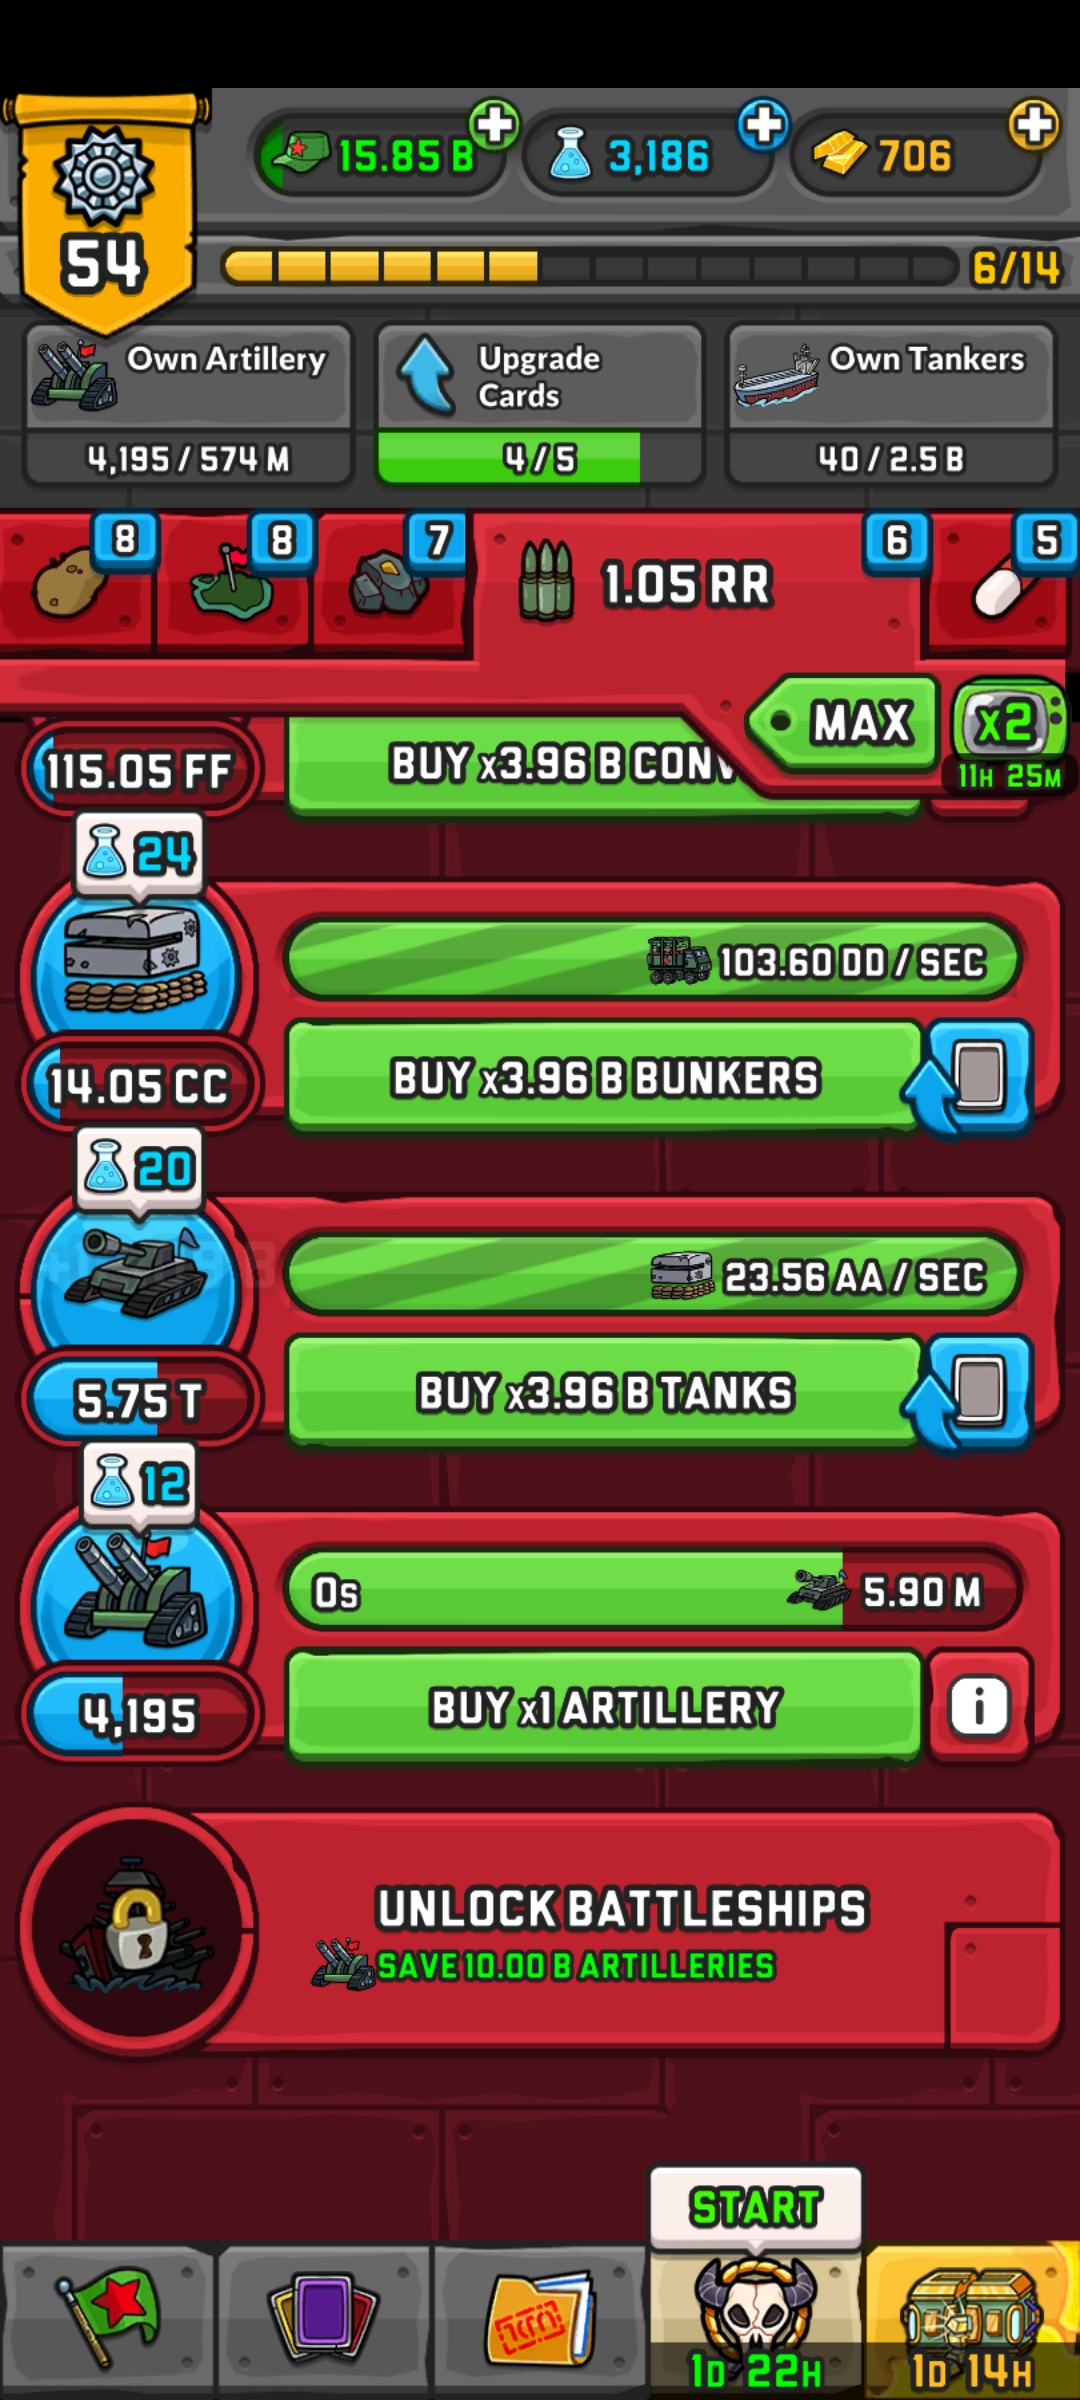 54
15.85 B
3,186
706
6/14
Own Artillery
4,195 / 574 M
Upgrade
Cards
4 / 5
Own Tankers
40 / 2.5 B
8
8
7
1.05 RR
6
5
MAX
x2
11H 25M
115.05 FF
BUY x3.96 B CONV
24
103.60 DD / SEC
14.05 CC
BUY x3.96 B BUNKERS
20
23.56 AA / SEC
5.75 T
BUY x3.96 B TANKS
12
0s
5.90 M
4,195
BUY x1 ARTILLERY
i
UNLOCK BATTLESHIPS
SAVE 10.00 B ARTILLERIES
START
1D 22H
1D 14H